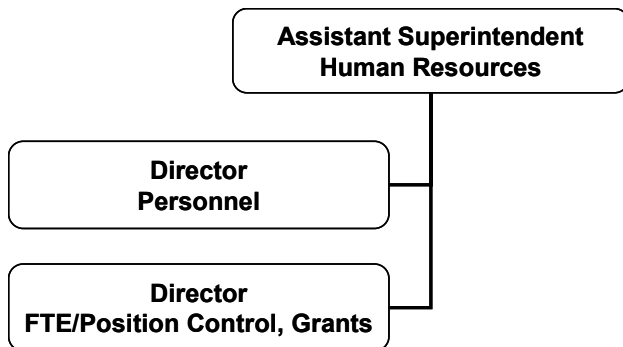 Assistant Superintendent
Human Resources
Director
Personnel
Director
FTE/Position Control, Grants